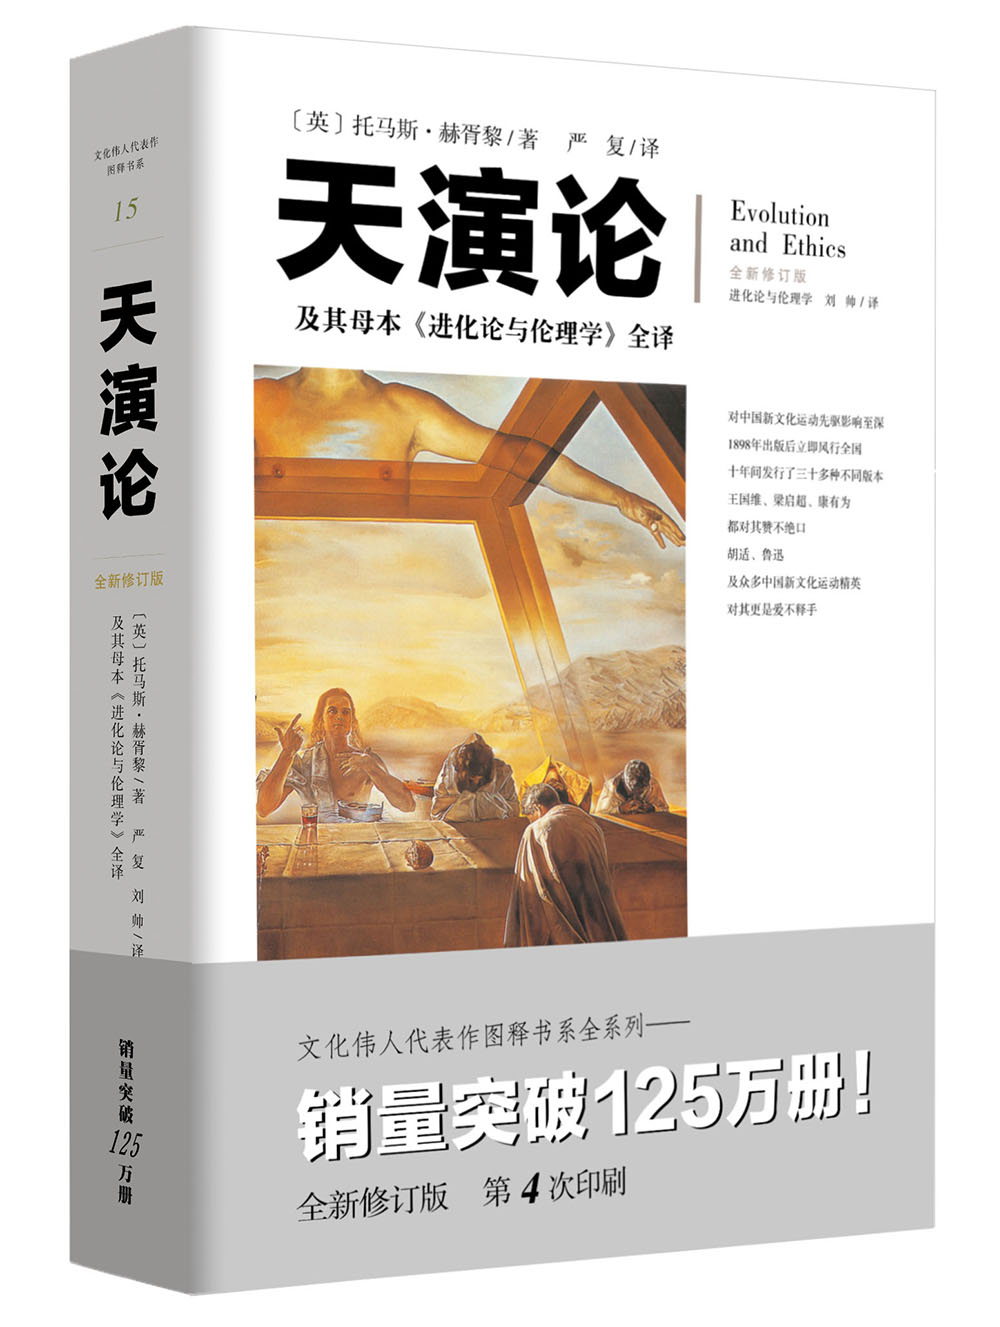 文化伟人代表作
图释书系
15
天演论
全新修订版
〔英〕托马斯·赫胥黎/著 严复 刘帅/译
及其母本《进化论与伦理学》全译
销量突破125万册
〔英〕托马斯·赫胥黎/著 严 复/译
天演论
及其母本《进化论与伦理学》全译
Evolution
and Ethics
全新修订版
进化论与伦理学 刘 帅/译
对中国新文化运动先驱影响至深
1898年出版后立即风行全国
十年间发行了三十多种不同版本
王国维、梁启超、康有为
都对其赞不绝口
胡适、鲁迅
及众多中国新文化运动精英
对其更是爱不释手
文化伟人代表作图释书系全系列——
销量突破125万册！
全新修订版 第4次印刷